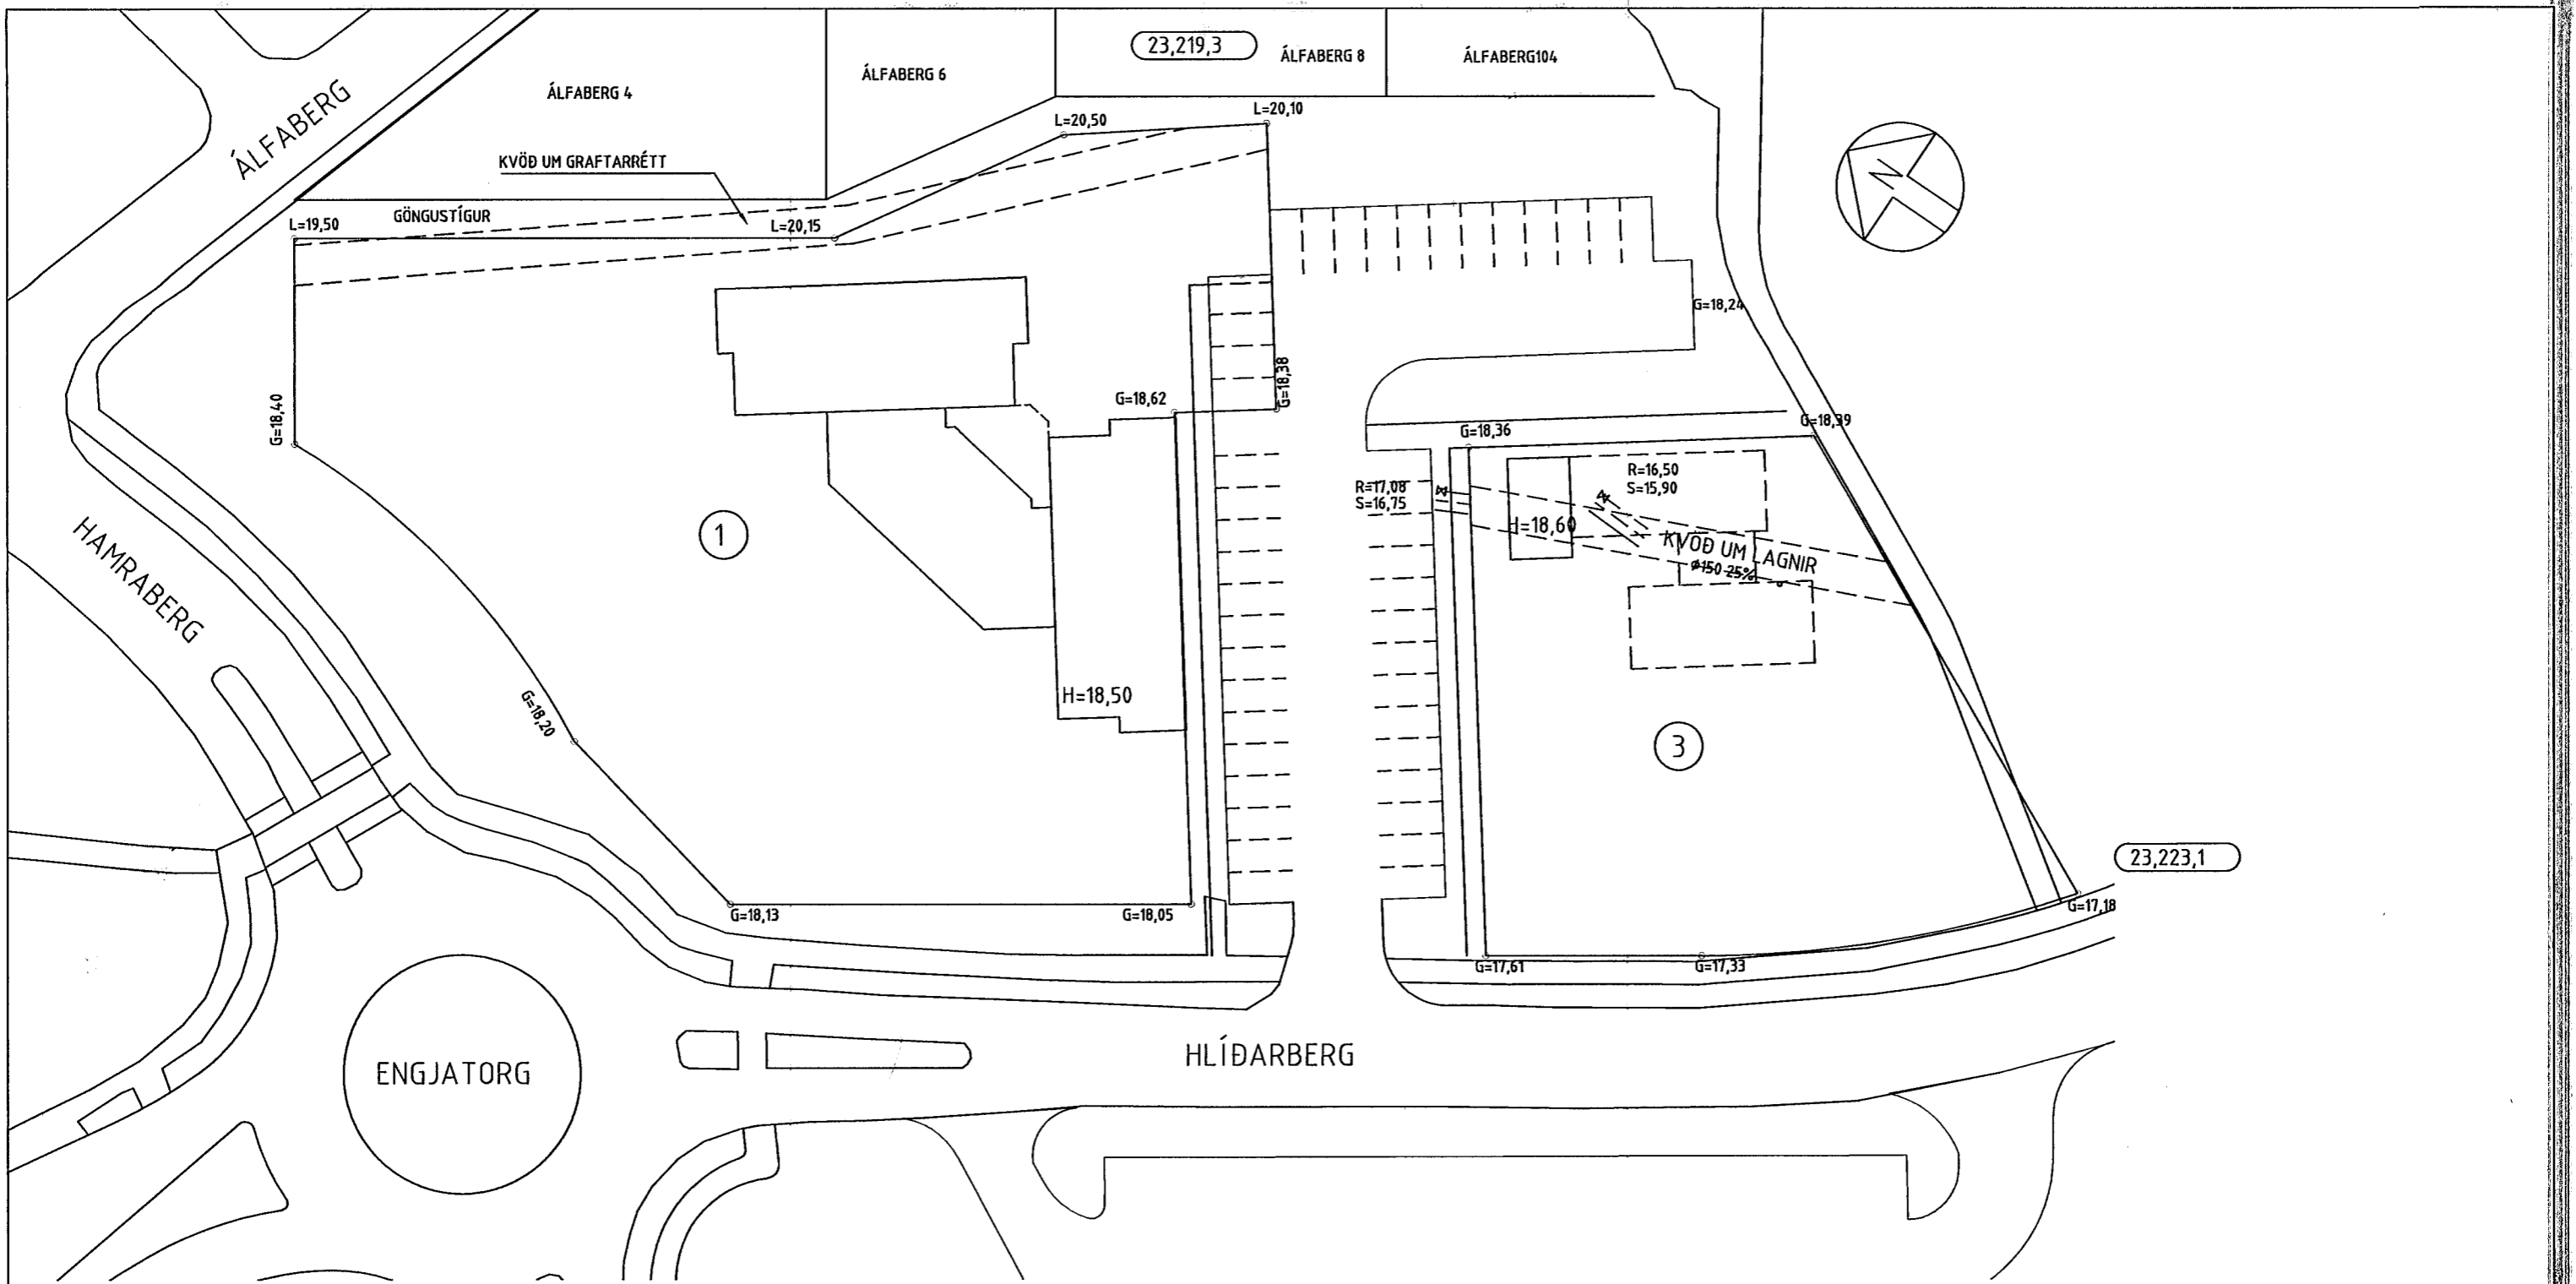 23,219,3
ÁLFABERG 8
ÁLFABERG104
ÁLFABERG 6
ÁLFABERG 4
ÁLFABERG
L=20,50
L=20,10
KVÖÐ UM GRAFTARRÉTT
N
GÖNGUSTÍGUR
L=19,50
L=20,15
G=18,24
G=18,38
G=18,40
G=18,62
G=18,36
G=18,39
R=16,50
S=15,90
R=17,08
S=16,75
H=18,60
1
KVÖÐ UM LAGNIR
Ø150 25‰
HAMRABERG
H=18,50
G=18,20
3
23,223,1
G=18,13
G=18,05
G=17,18
G=17,61
G=17,33
HLÍÐARBERG
ENGJATORG